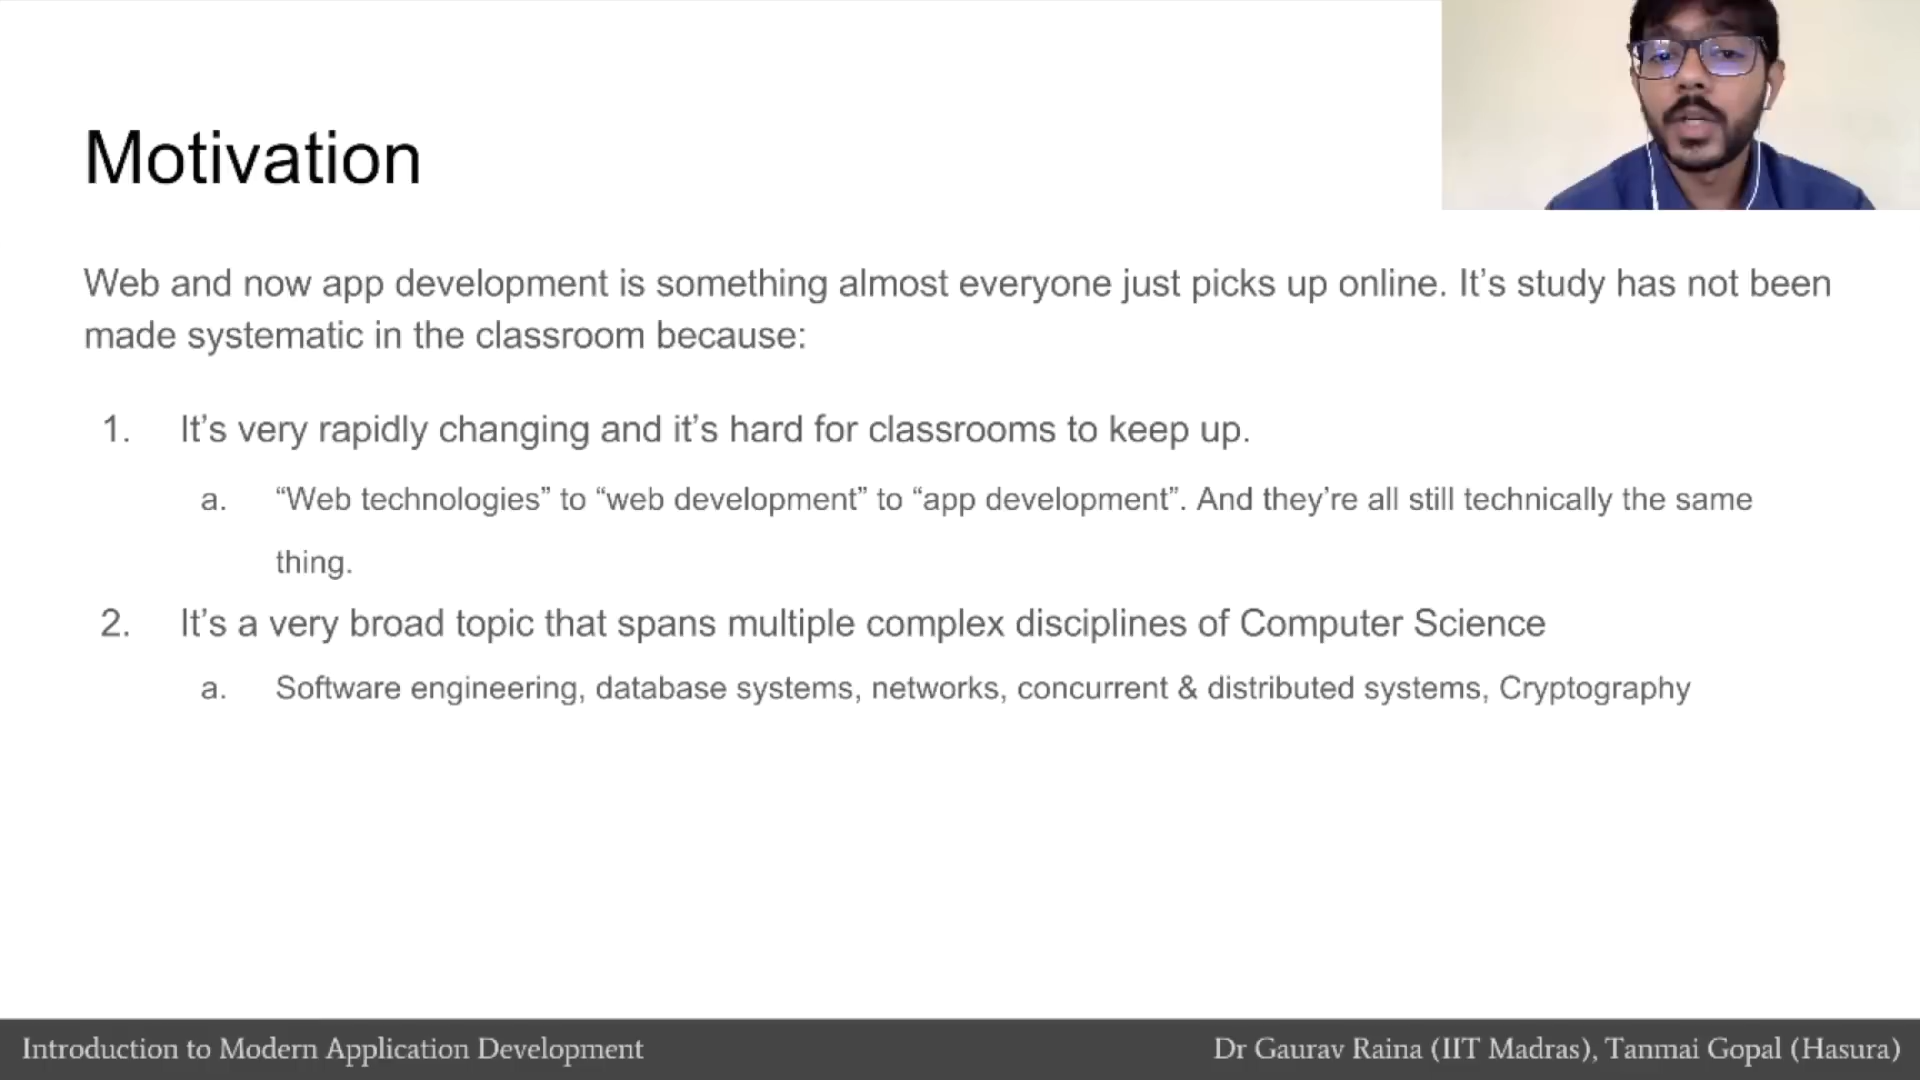 Motivation
Web and now app development is something almost everyone just picks up online. It’s study has not been
made systematic in the classroom because:
1. It’s very rapidly changing and it’s hard for classrooms to keep up.
a. “Web technologies” to “web development” to “app development”. And they’re all still technically the same
thing.
2. It’s a very broad topic that spans multiple complex disciplines of Computer Science
a. Software engineering, database systems, networks, concurrent & distributed systems, Cryptography
Introduction to Modern Application Development
Dr Gaurav Raina (IIT Madras), Tanmai Gopal (Hasura)